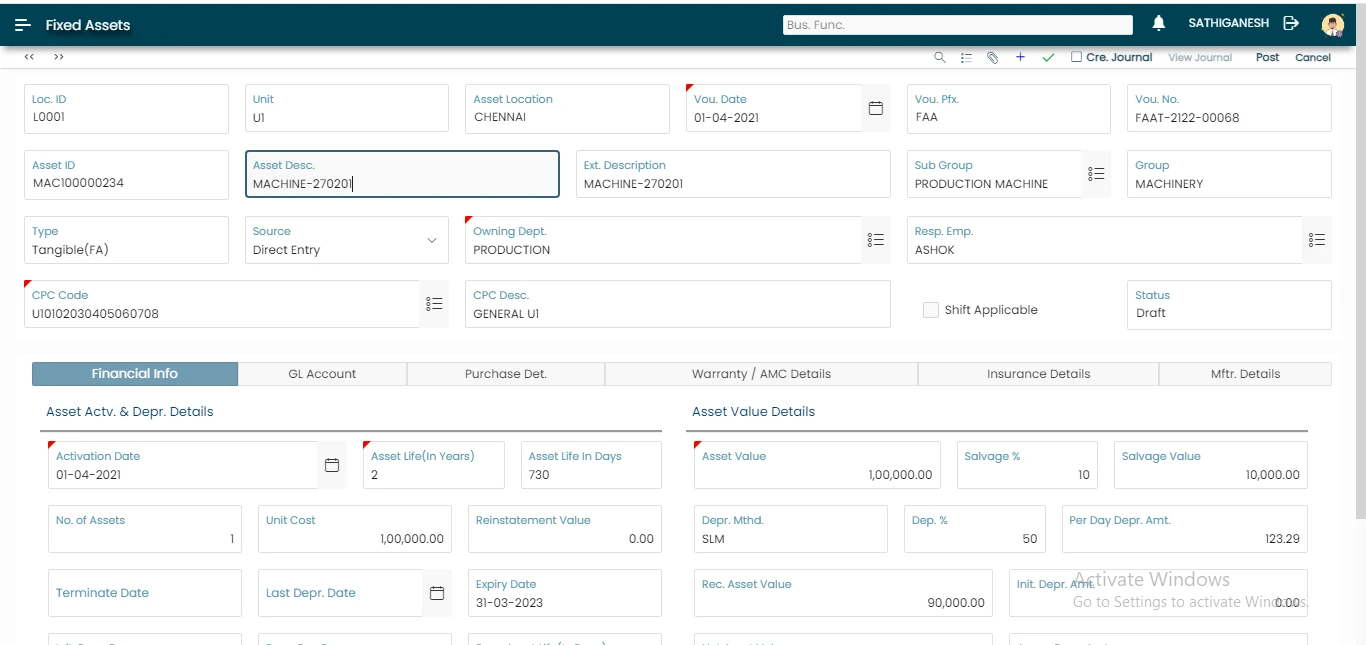 Fixed Assets
Bus. Func.
SATHIGANESH
<< >>
Cre. Journal View Journal Post Cancel
Loc. ID Unit Asset Location Vou. Date Vou. Pfx. Vou. No.
L0001 U1 CHENNAI 01-04-2021 FAA FAAT-2122-00068
Asset ID Asset Desc. Ext. Description Sub Group Group
MAC100000234 MACHINE-270201 MACHINE-270201 PRODUCTION MACHINE MACHINERY
Type Source Owning Dept. Resp. Emp.
Tangible(FA) Direct Entry PRODUCTION ASHOK
CPC Code CPC Desc. Status
U10102030405060708 GENERAL U1 Shift Applicable Draft
Financial Info GL Account Purchase Det. Warranty / AMC Details Insurance Details Mftr. Details
Asset Actv. & Depr. Details Asset Value Details
Activation Date Asset Life(In Years) Asset Life In Days Asset Value Salvage % Salvage Value
01-04-2021 2 730 1,00,000.00 10 10,000.00
No. of Assets Unit Cost Reinstatement Value Depr. Mthd. Dep. % Per Day Depr. Amt.
1 1,00,000.00 0.00 SLM 50 123.29
Terminate Date Last Depr. Date Expiry Date Rec. Asset Value Init. Depr. Amt.
31-03-2023 90,000.00 0.00
Activate Windows
Go to Settings to activate Windows.